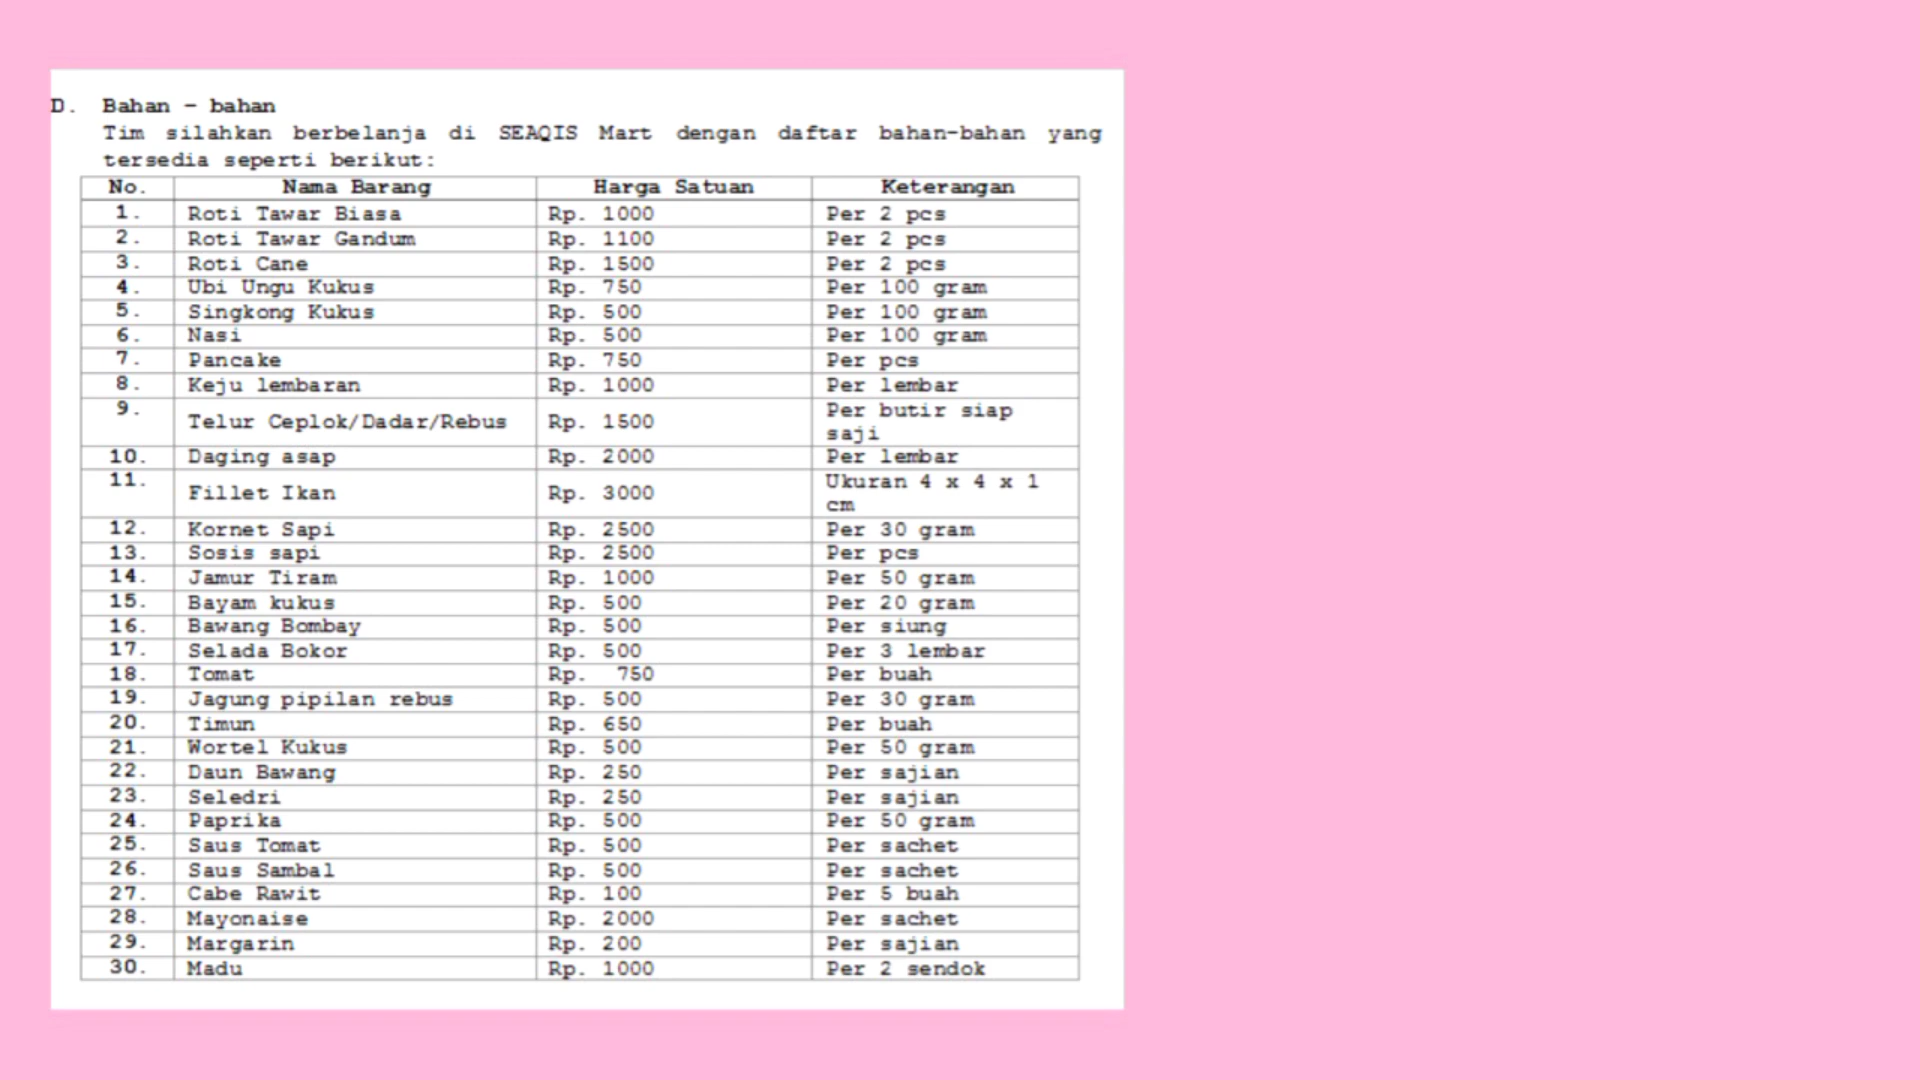 D. Bahan - bahan
Tim silahkan berbelanja di SEAQIS Mart dengan daftar bahan-bahan yang
tersedia seperti berikut:
No. Nama Barang Harga Satuan Keterangan
1. Roti Tawar Biasa Rp. 1000 Per 2 pcs
2. Roti Tawar Gandum Rp. 1100 Per 2 pcs
3. Roti Cane Rp. 1500 Per 2 pcs
4. Ubi Ungu Kukus Rp. 750 Per 100 gram
5. Singkong Kukus Rp. 500 Per 100 gram
6. Nasi Rp. 500 Per 100 gram
7. Pancake Rp. 750 Per pcs
8. Keju lembaran Rp. 1000 Per lembar
9. Telur Ceplok/Dadar/Rebus Rp. 1500 Per butir siap
saji
10. Daging asap Rp. 2000 Per lembar
11. Fillet Ikan Rp. 3000 Ukuran 4 x 4 x 1
cm
12. Kornet Sapi Rp. 2500 Per 30 gram
13. Sosis sapi Rp. 2500 Per pcs
14. Jamur Tiram Rp. 1000 Per 50 gram
15. Bayam kukus Rp. 500 Per 20 gram
16. Bawang Bombay Rp. 500 Per siung
17. Selada Bokor Rp. 500 Per 3 lembar
18. Tomat Rp. 750 Per buah
19. Jagung pipilan rebus Rp. 500 Per 30 gram
20. Timun Rp. 650 Per buah
21. Wortel Kukus Rp. 500 Per 50 gram
22. Daun Bawang Rp. 250 Per sajian
23. Seledri Rp. 250 Per sajian
24. Paprika Rp. 500 Per 50 gram
25. Saus Tomat Rp. 500 Per sachet
26. Saus Sambal Rp. 500 Per sachet
27. Cabe Rawit Rp. 100 Per 5 buah
28. Mayonaise Rp. 2000 Per sachet
29. Margarin Rp. 200 Per sajian
30. Madu Rp. 1000 Per 2 sendok